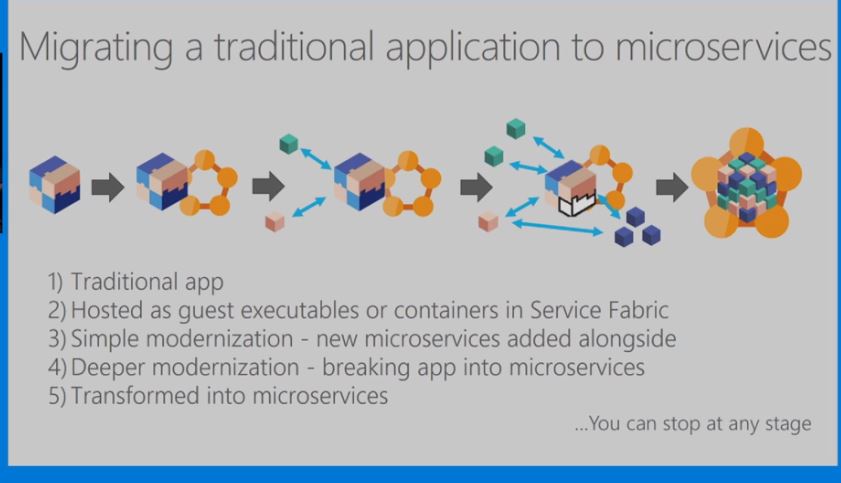 Migrating a traditional application to microservices
1) Traditional app
2) Hosted as guest executables or containers in Service Fabric
3) Simple modernization - new microservices added alongside
4) Deeper modernization - breaking app into microservices
5) Transformed into microservices
...You can stop at any stage